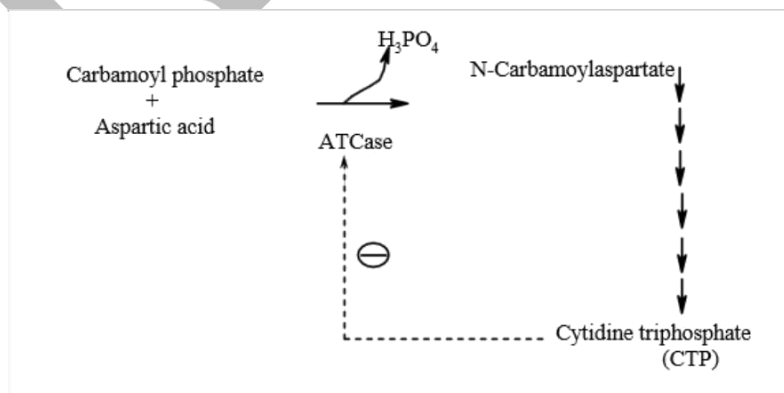 H₃PO₄
Carbamoyl phosphate
+
Aspartic acid
N-Carbamoylaspartate
ATCase
Cytidine triphosphate
(CTP)